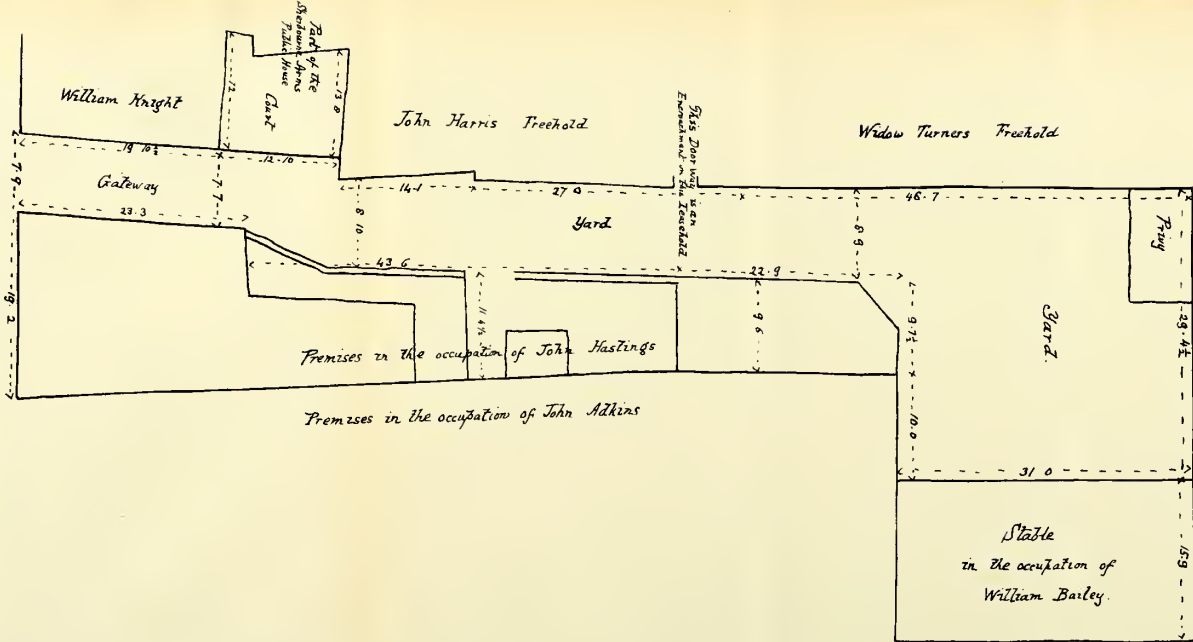 Part of the
Sherbourne Arms
Public House
William Knight
12
Court
13 8
John Harris Freehold
This Door way is an
Encroachment on this Leasehold
Widow Turners Freehold
19 10½
12 10
7 9
Gateway
7 7
14 1
27 0
46 7
23 3
8 10
Yard
8 9
Privy
43 6
22 9
19 2
11 4½
9 6
9 7½
Yard.
29 4½
Premises in the occupation of John Hastings
Premises in the occupation of John Adkins
10 0
31 0
Stable
in the occupation of
William Bailey.
15 9